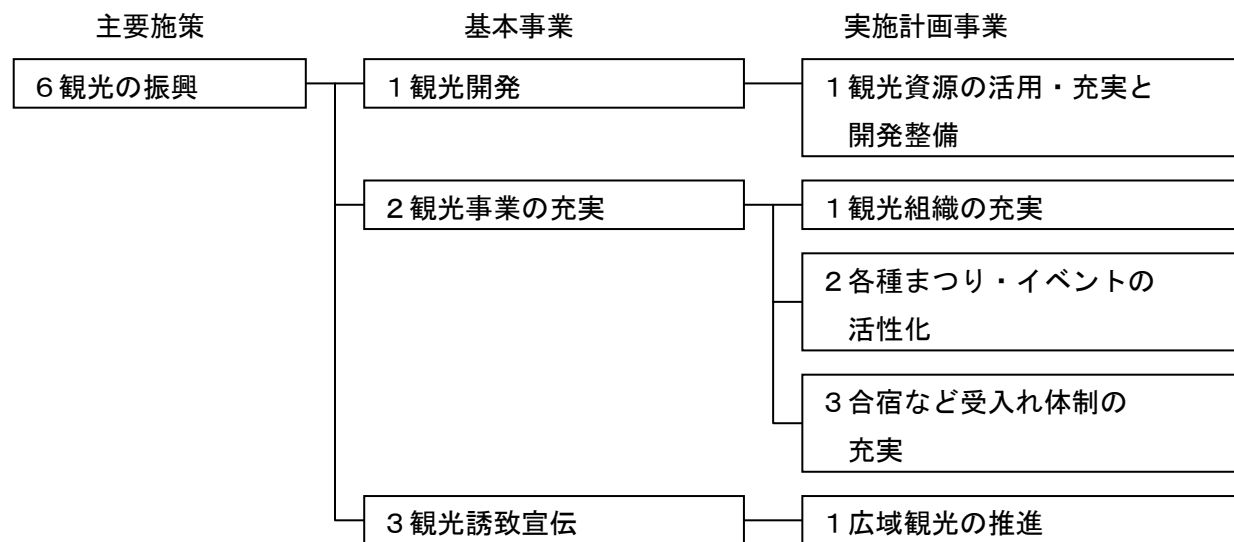 主要施策　基本事業　実施計画事業
６観光の振興　１観光開発　１観光資源の活用・充実と
開発整備
２観光事業の充実　１観光組織の充実
２各種まつり・イベントの
活性化
３合宿など受入れ体制の
充実
３観光誘致宣伝　１広域観光の推進